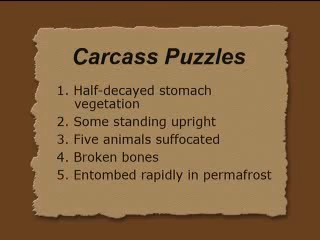 Carcass Puzzles
1. Half-decayed stomach
vegetation
2. Some standing upright
3. Five animals suffocated
4. Broken bones
5. Entombed rapidly in permafrost